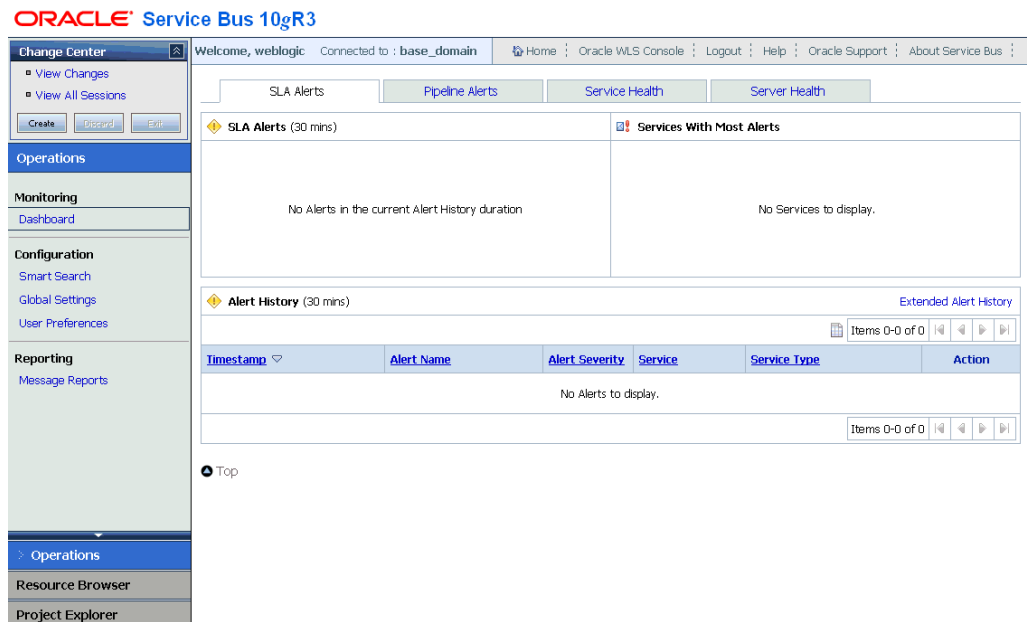 ORACLE Service Bus 10gR3
Change Center
View Changes
View All Sessions
Create Discard Exit
Operations
Monitoring
Dashboard
Configuration
Smart Search
Global Settings
User Preferences
Reporting
Message Reports
Operations
Resource Browser
Project Explorer
Welcome, weblogic Connected to : base_domain Home Oracle WLS Console Logout Help Oracle Support About Service Bus
SLA Alerts Pipeline Alerts Service Health Server Health
SLA Alerts (30 mins)
No Alerts in the current Alert History duration
Services With Most Alerts
No Services to display.
Alert History (30 mins) Extended Alert History
Items 0-0 of 0
Timestamp Alert Name Alert Severity Service Service Type Action
No Alerts to display.
Items 0-0 of 0
Top